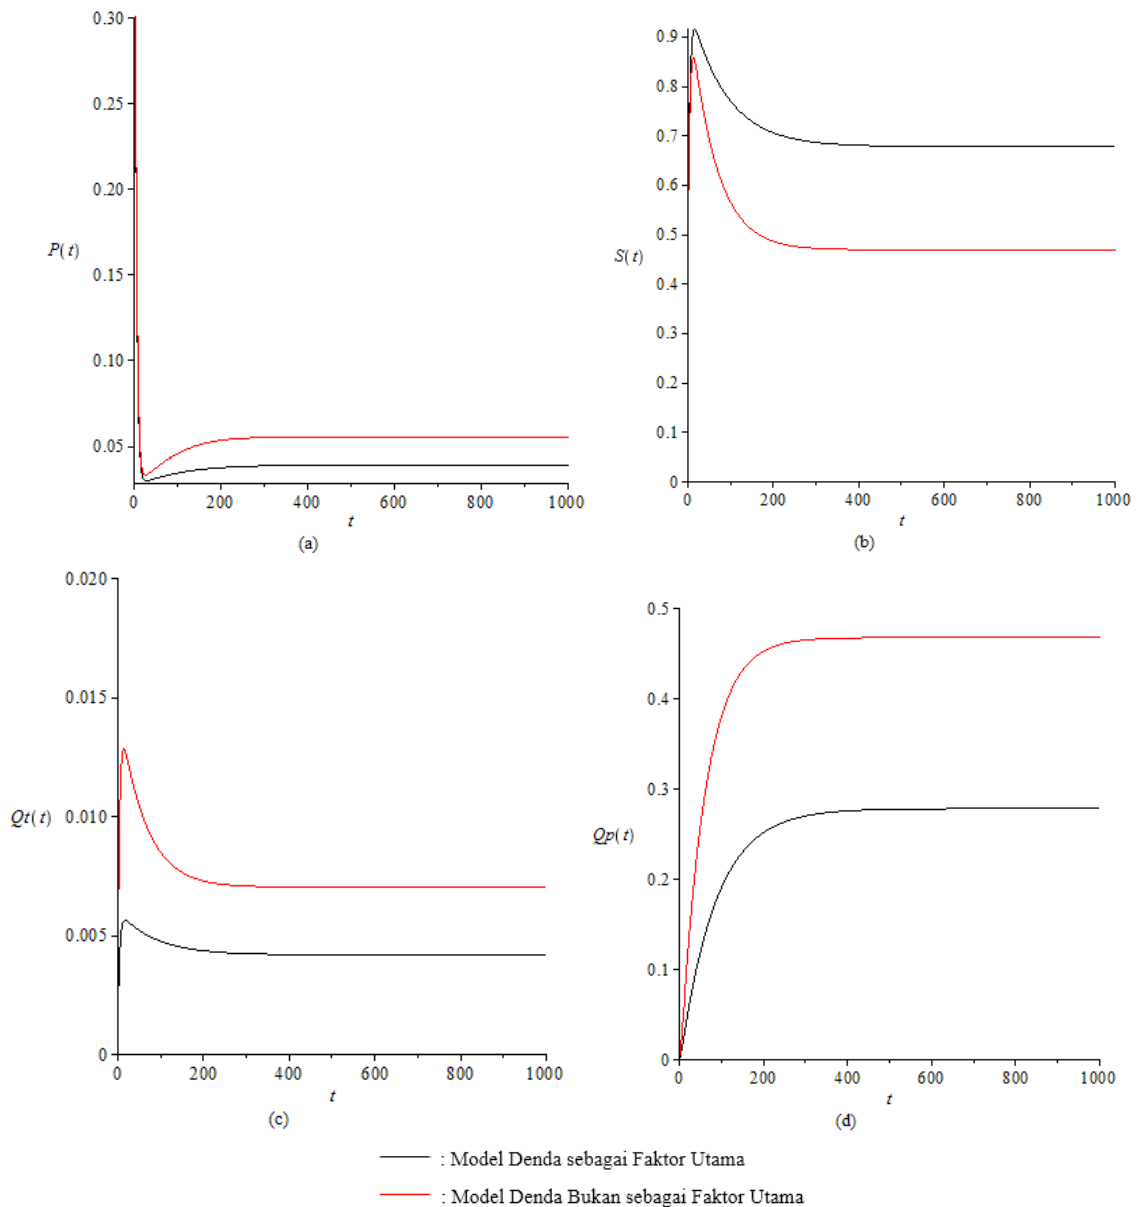 0.30
0.25
0.20
P(t)
0.15
0.10
0.05
0 200 400 600 800 1000
t
(a)
0.9
0.8
0.7
0.6
0.5
S(t)
0.4
0.3
0.2
0.1
0
0 200 400 600 800 1000
t
(b)
0.020
0.015
0.010
Qt(t)
0.005
0
0 200 400 600 800 1000
t
(c)
0.5
0.4
0.3
Qp(t)
0.2
0.1
0
0 200 400 600 800 1000
t
(d)
: Model Denda sebagai Faktor Utama
: Model Denda Bukan sebagai Faktor Utama